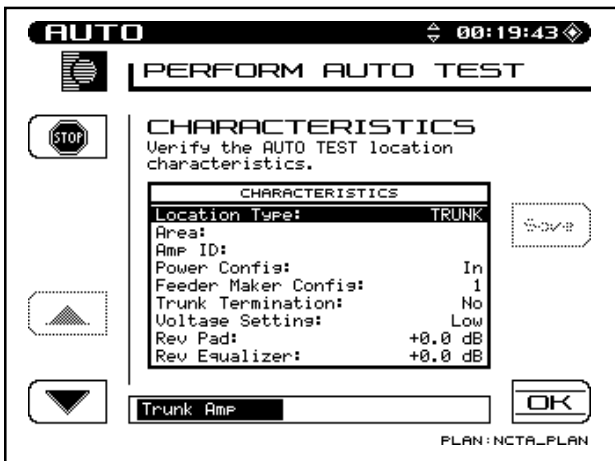 AUTO 00:19:43
PERFORM AUTO TEST
STOP
CHARACTERISTICS
Verify the AUTO TEST location
characteristics.
CHARACTERISTICS
Location Type: TRUNK
Area:
Amp ID:
Power Config: In
Feeder Maker Config: 1
Trunk Termination: No
Voltage Setting: Low
Rev Pad: +0.0 dB
Rev Equalizer: +0.0 dB
Save
Trunk Amp
OK
PLAN:NCTA_PLAN